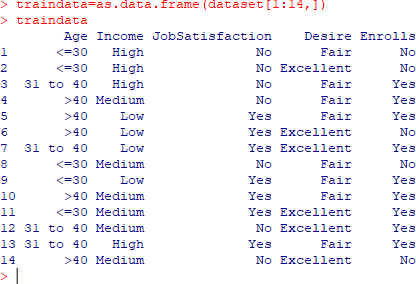 > traindata=as.data.frame(dataset[1:14,])
> traindata
Age Income JobSatisfaction Desire Enrolls
1 <=30 High No Fair No
2 <=30 High No Excellent No
3 31 to 40 High No Fair Yes
4 >40 Medium No Fair Yes
5 >40 Low Yes Fair Yes
6 >40 Low Yes Excellent No
7 31 to 40 Low Yes Excellent Yes
8 <=30 Medium No Fair No
9 <=30 Low Yes Fair Yes
10 >40 Medium Yes Fair Yes
11 <=30 Medium Yes Excellent Yes
12 31 to 40 Medium No Excellent Yes
13 31 to 40 High Yes Fair Yes
14 >40 Medium No Excellent No
>